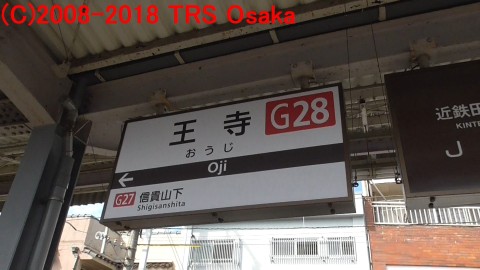 (C)2008-2018 TRS Osaka
王寺
G28
おうじ
Oji
G27 信貴山下
Shigisanshita
近鉄田
KINTE
J